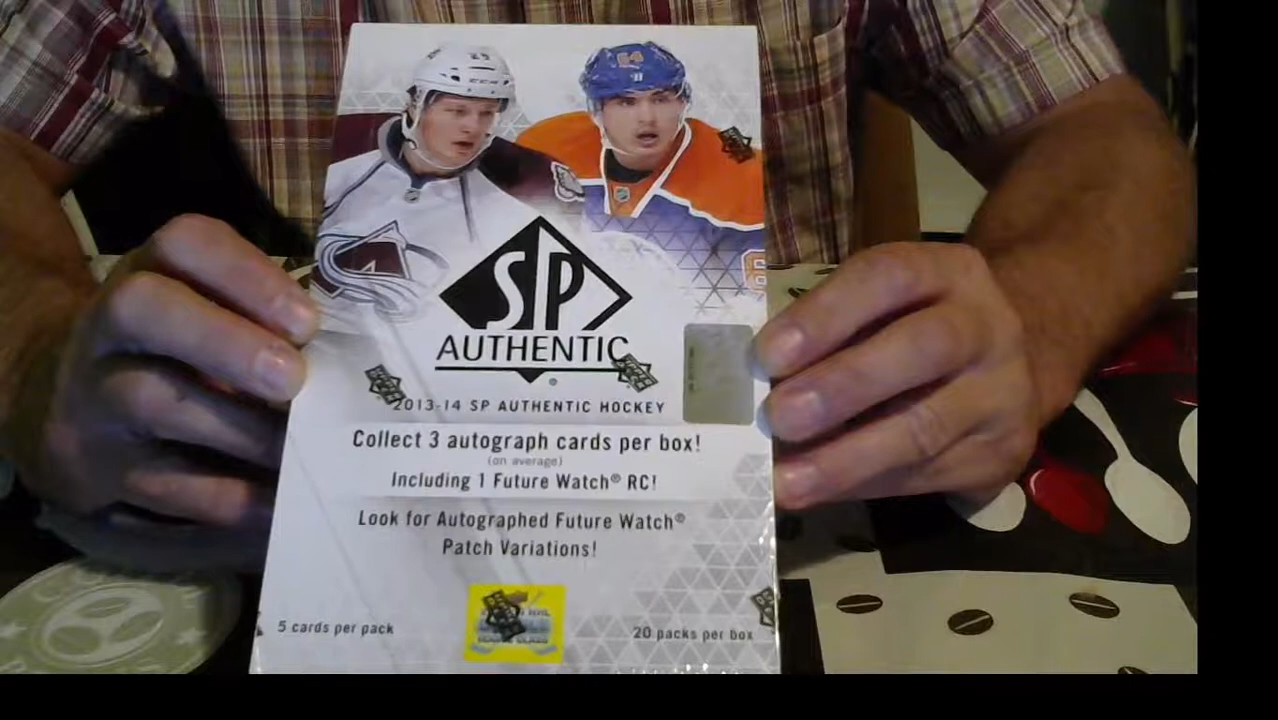 64
SP
AUTHENTIC
2013-14 SP AUTHENTIC HOCKEY
Collect 3 autograph cards per box!
(on average)
Including 1 Future Watch® RC!
Look for Autographed Future Watch®
Patch Variations!
5 cards per pack
20 packs per box